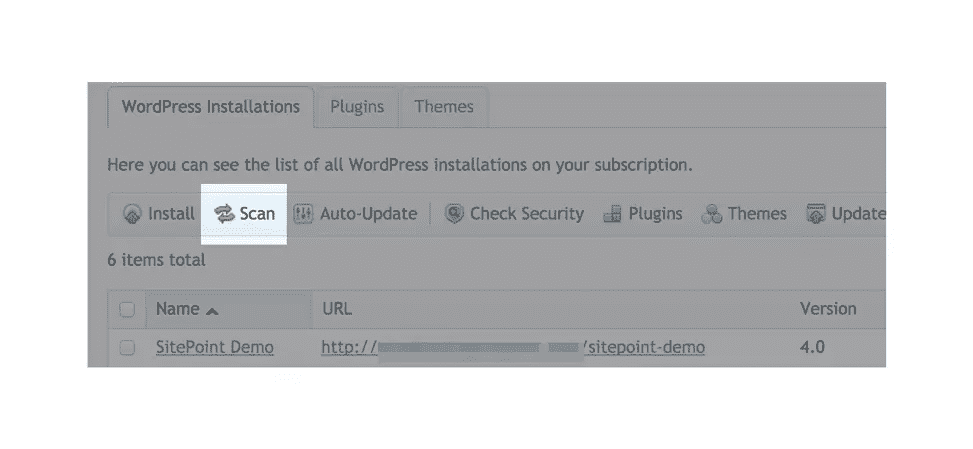 WordPress Installations Plugins Themes
Here you can see the list of all WordPress installations on your subscription.
Install Scan Auto-Update Check Security Plugins Themes Update
6 items total
Name URL Version
SitePoint Demo http:// /sitepoint-demo 4.0